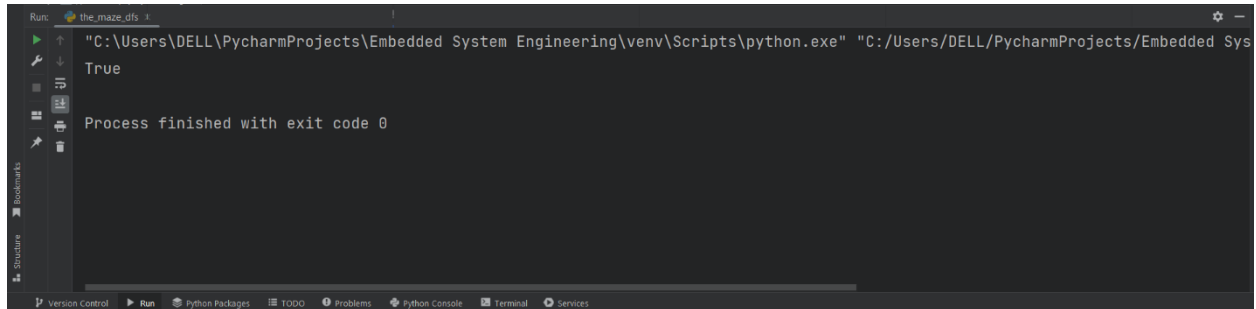 Run: the_maze_dfs
"C:\Users\DELL\PycharmProjects\Embedded System Engineering\venv\Scripts\python.exe" "C:/Users/DELL/PycharmProjects/Embedded Sys
True
Process finished with exit code 0
Bookmarks
Structure
Version Control Run Python Packages TODO Problems Python Console Terminal Services